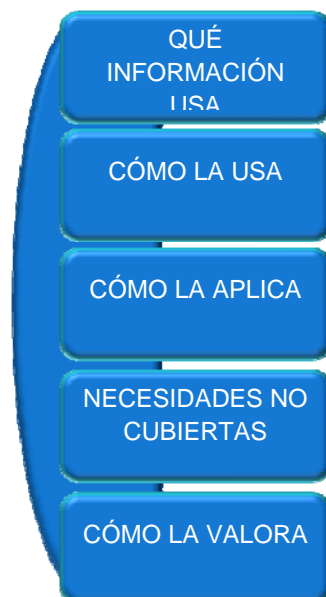 QUÉ
INFORMACIÓN
USA
CÓMO LA USA
CÓMO LA APLICA
NECESIDADES NO
CUBIERTAS
CÓMO LA VALORA